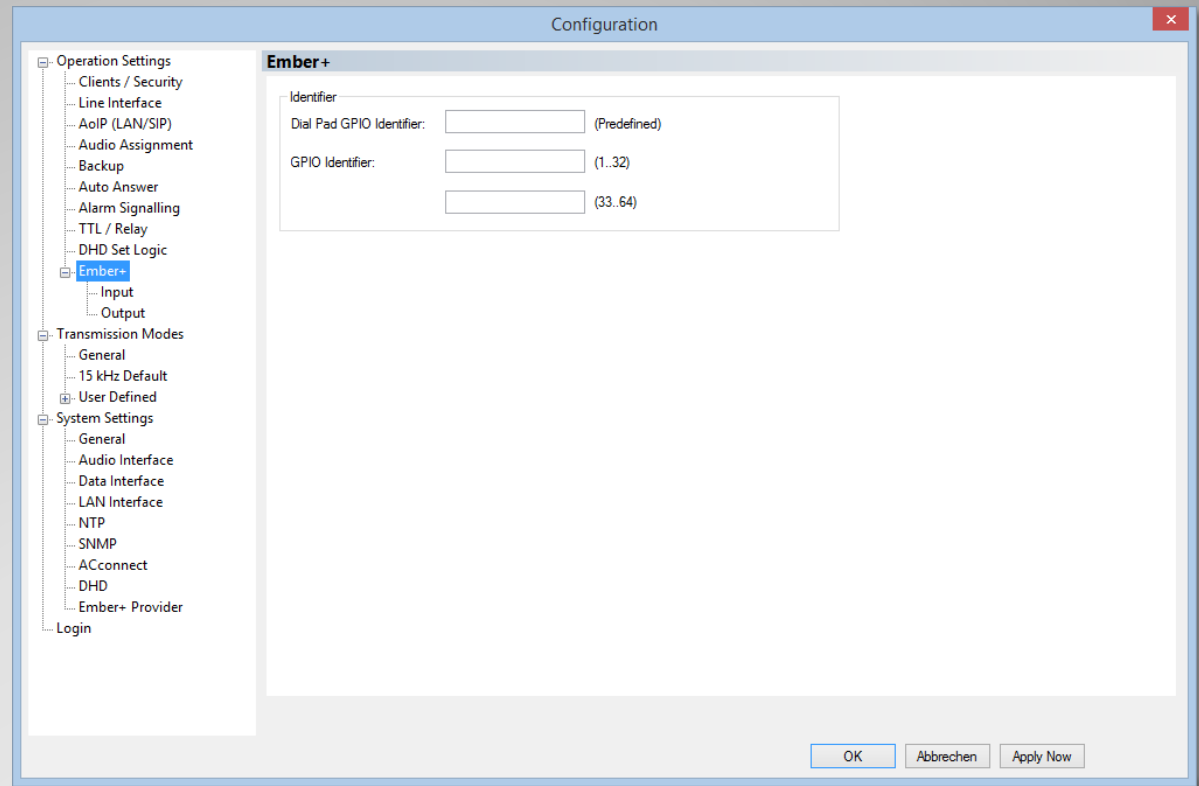 Configuration
Operation Settings
Clients / Security
Line Interface
AoIP (LAN/SIP)
Audio Assignment
Backup
Auto Answer
Alarm Signalling
TTL / Relay
DHD Set Logic
Ember+
Input
Output
Transmission Modes
General
15 kHz Default
User Defined
System Settings
General
Audio Interface
Data Interface
LAN Interface
NTP
SNMP
ACconnect
DHD
Ember+ Provider
Login
Ember+
Identifier
Dial Pad GPIO Identifier: (Predefined)
GPIO Identifier: (1..32)
(33..64)
OK Abbrechen Apply Now